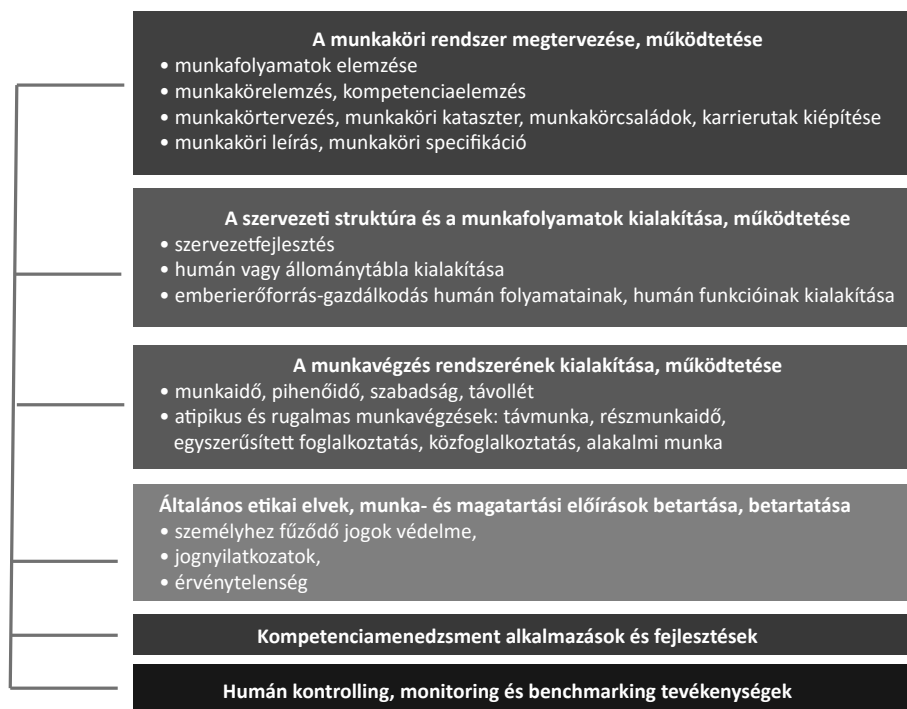 A munkaköri rendszer megtervezése, működtetése
• munkafolyamatok elemzése
• munkakörelemzés, kompetenciaelemzés
• munkakörtervezés, munkaköri kataszter, munkakörcsaládok, karrierutak kiépítése
• munkaköri leírás, munkaköri specifikáció
A szervezeti struktúra és a munkafolyamatok kialakítása, működtetése
• szervezetfejlesztés
• humán vagy állománytábla kialakítása
• emberierőforrás-gazdálkodás humán folyamatainak, humán funkcióinak kialakítása
A munkavégzés rendszerének kialakítása, működtetése
• munkaidő, pihenőidő, szabadság, távollét
• atipikus és rugalmas munkavégzések: távmunka, részmunkaidő,
egyszerűsített foglalkoztatás, közfoglalkoztatás, alakalmi munka
Általános etikai elvek, munka- és magatartási előírások betartása, betartatása
• személyhez fűződő jogok védelme,
• jognyilatkozatok,
• érvénytelenség
Kompetenciamenedzsment alkalmazások és fejlesztések
Humán kontrolling, monitoring és benchmarking tevékenységek